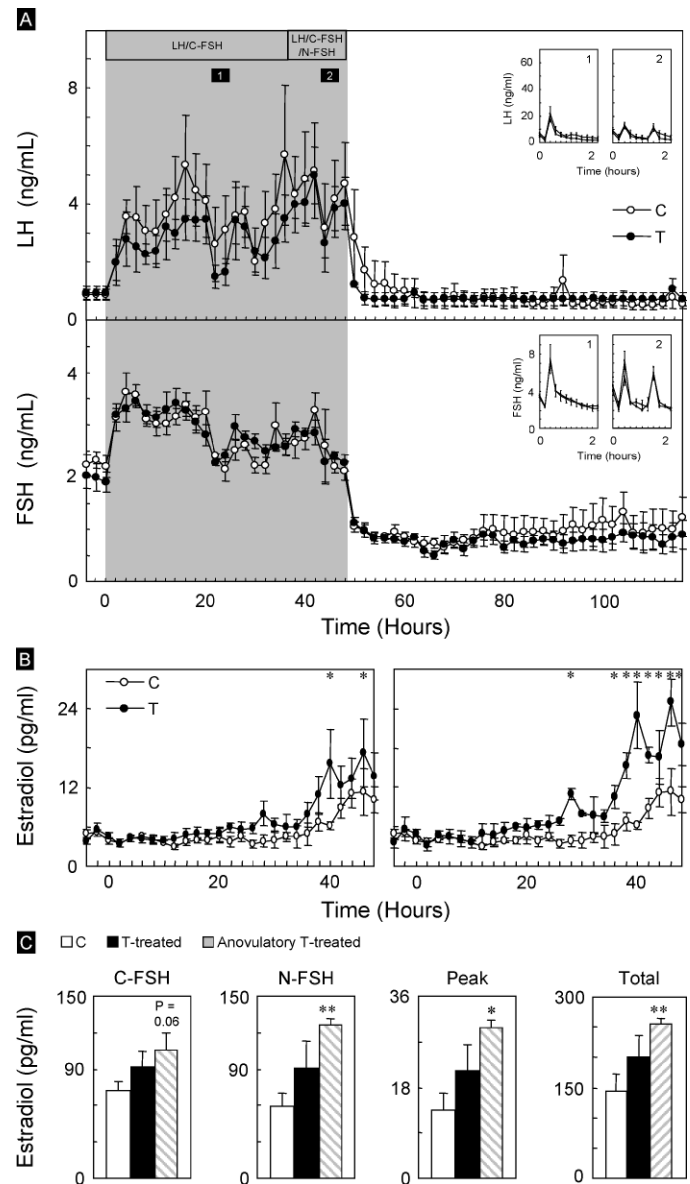 A
LH/C-FSH
LH/C-FSH
/N-FSH
1
2
8
4
0
LH (ng/mL)
60
40
20
0
LH (ng/ml)
1
2
0 2
0 2
Time (hours)
C
T
4
2
0
FSH (ng/mL)
12
8
4
0
FSH (ng/ml)
1
2
0 2
0 2
Time (hours)
0 20 40 60 80 100
Time (Hours)
B
C
T
24
12
0
Estradiol (pg/ml)
* *
* * * * * * * *
0 20 40
0 20 40
Time (Hours)
Time (Hours)
C
C T-treated Anovulatory T-treated
C-FSH N-FSH Peak Total
Estradiol (pg/ml)
150
90
0
P =
0.06
150
90
0
**
36
18
0
*
300
150
0
**